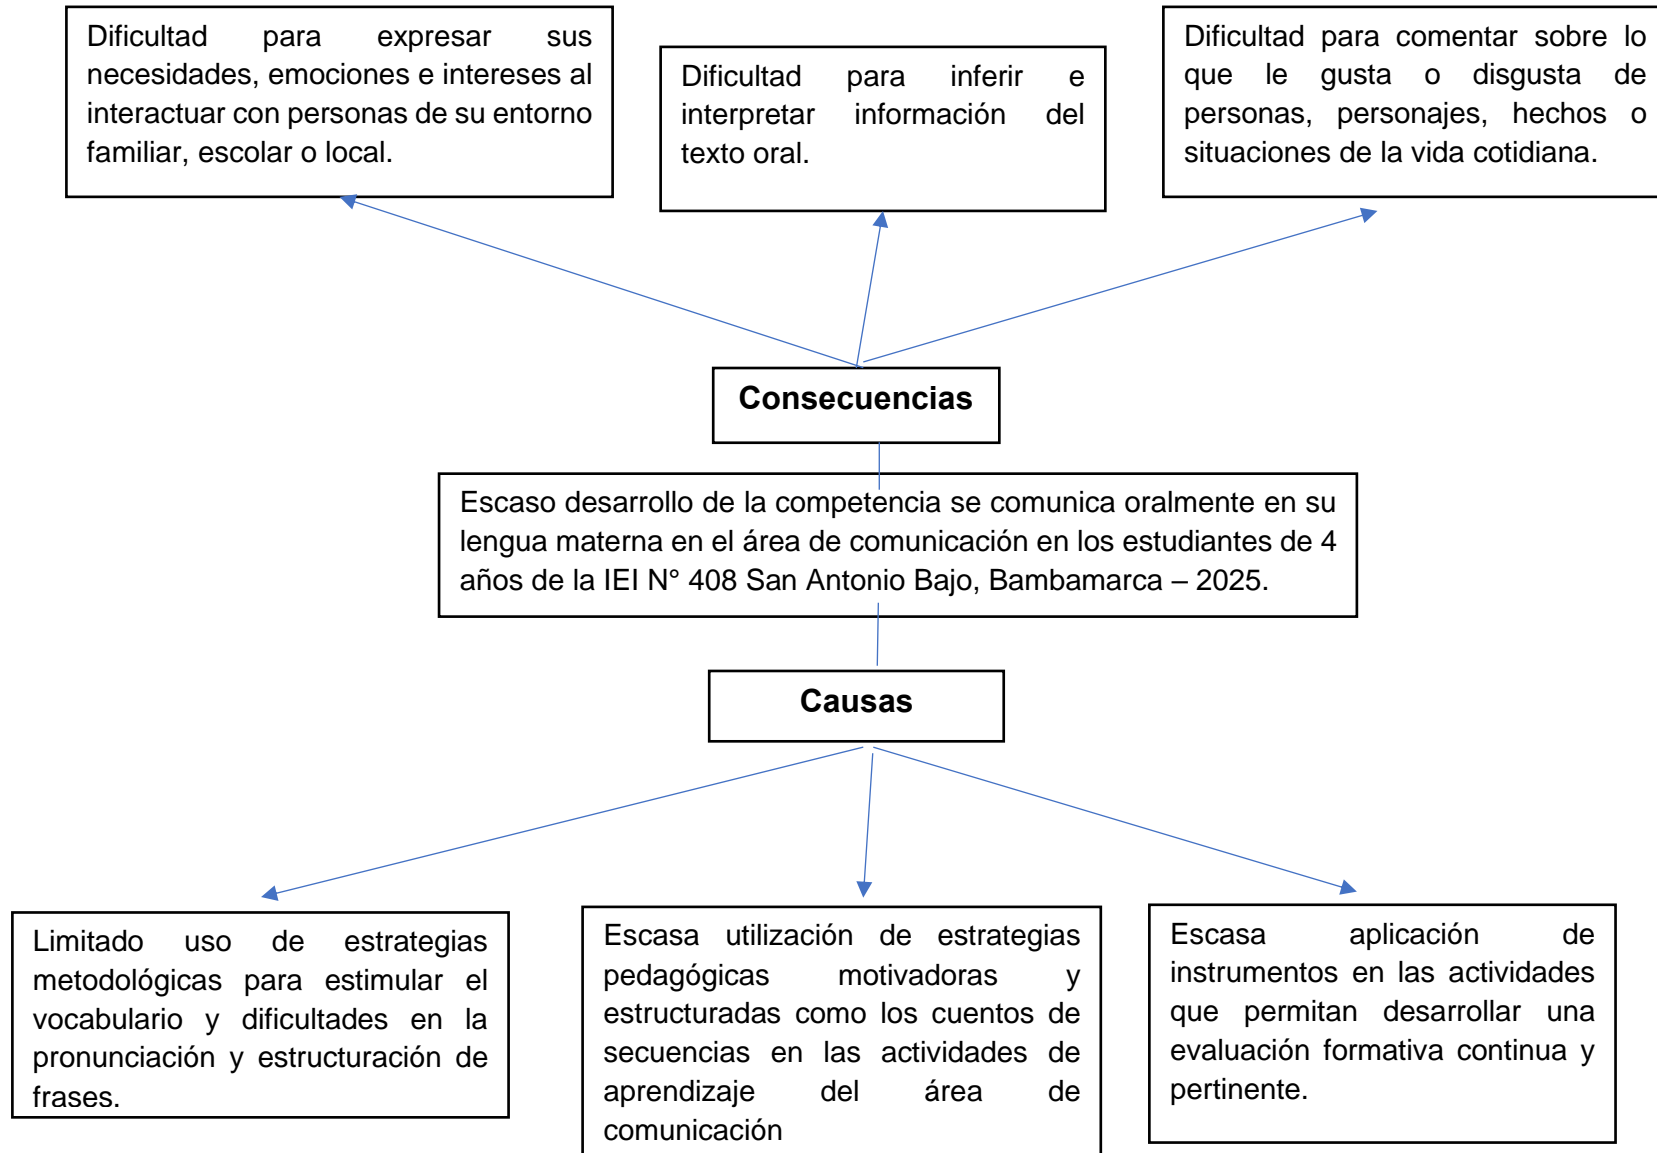 Dificultad para expresar sus
necesidades, emociones e intereses al
interactuar con personas de su entorno
familiar, escolar o local.
Dificultad para inferir e
interpretar información del
texto oral.
Dificultad para comentar sobre lo
que le gusta o disgusta de
personas, personajes, hechos o
situaciones de la vida cotidiana.
Consecuencias
Escaso desarrollo de la competencia se comunica oralmente en su
lengua materna en el área de comunicación en los estudiantes de 4
años de la IEI N° 408 San Antonio Bajo, Bambamarca – 2025.
Causas
Limitado uso de estrategias
metodológicas para estimular el
vocabulario y dificultades en la
pronunciación y estructuración de
frases.
Escasa utilización de estrategias
pedagógicas motivadoras y
estructuradas como los cuentos de
secuencias en las actividades de
aprendizaje del área de
comunicación
Escasa aplicación de
instrumentos en las actividades
que permitan desarrollar una
evaluación formativa continua y
pertinente.